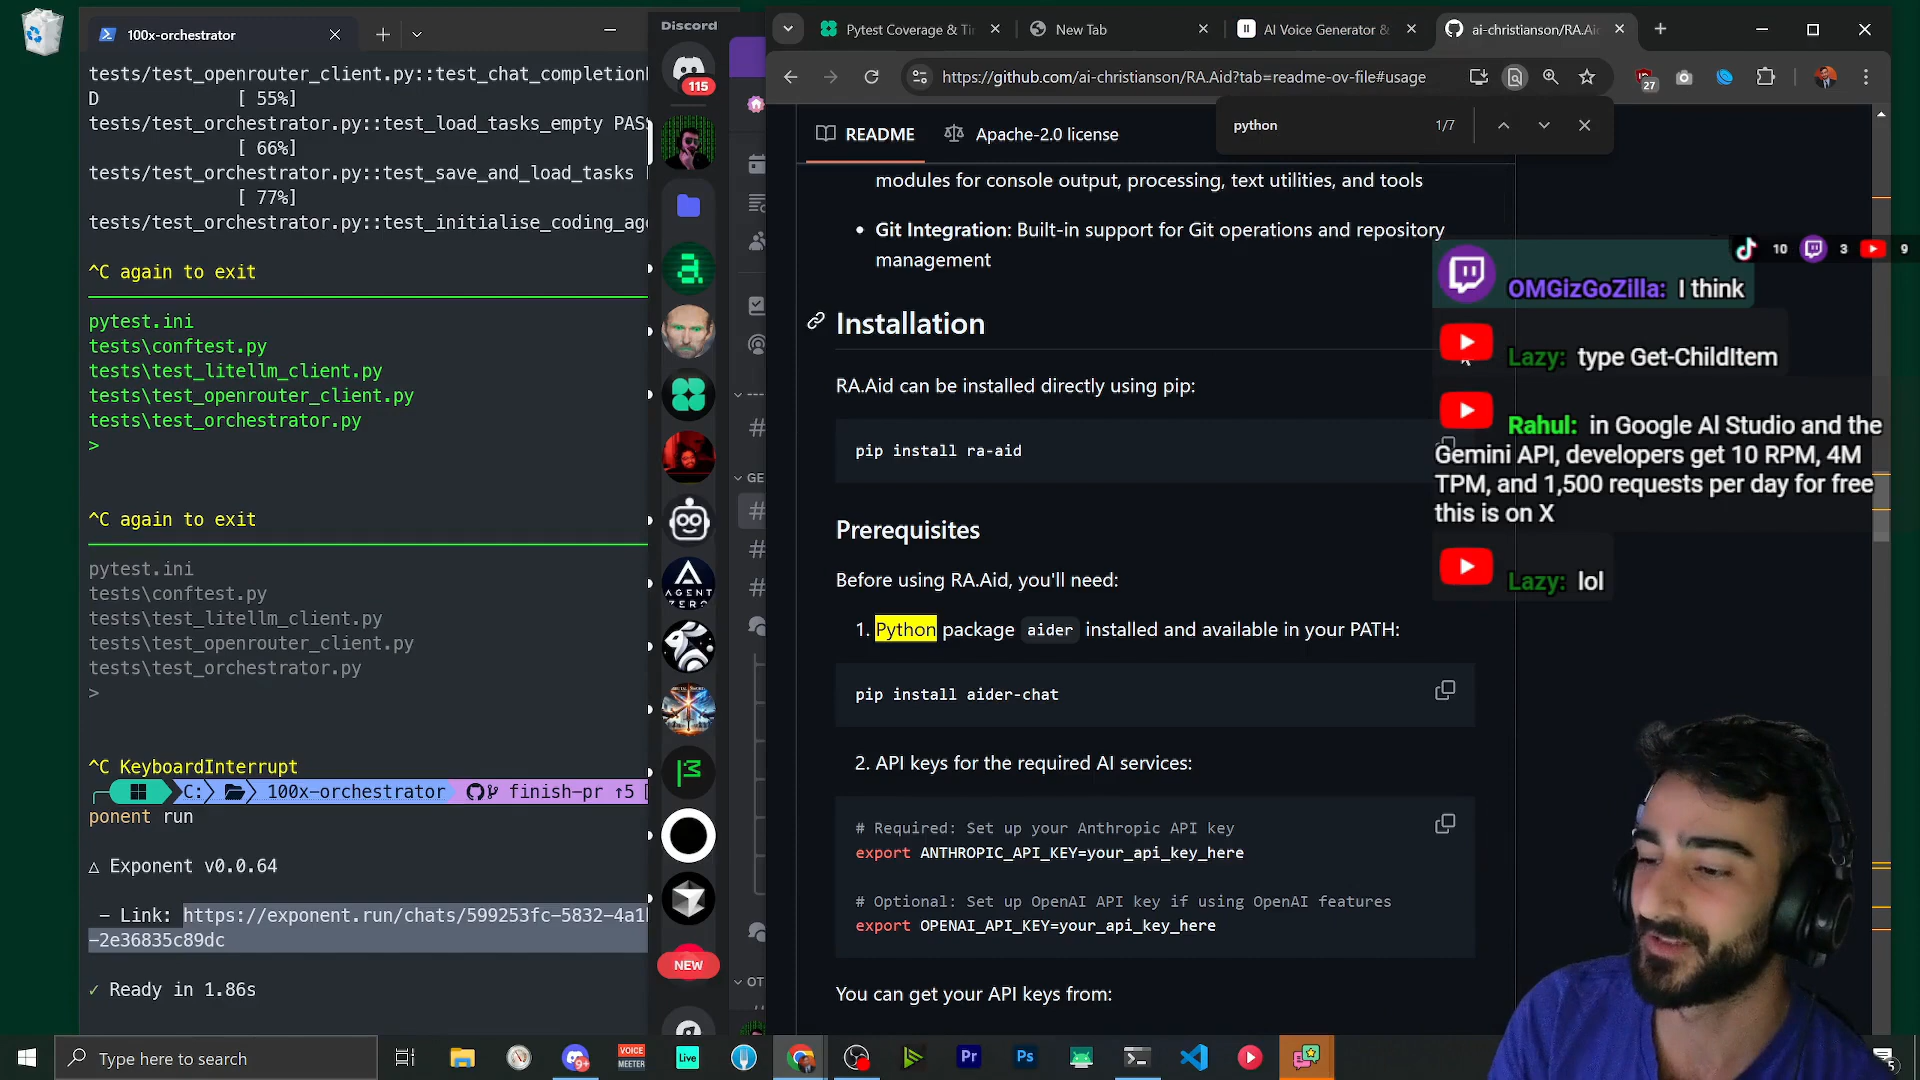 100x-orchestrator
tests/test_openrouter_client.py::test_chat_completion
D [ 55%]
tests/test_orchestrator.py::test_load_tasks_empty PAS
[ 66%]
tests/test_orchestrator.py::test_save_and_load_tasks
[ 77%]
tests/test_orchestrator.py::test_initialise_coding_ag
^C again to exit
pytest.ini
tests\conftest.py
tests\test_litellm_client.py
tests\test_openrouter_client.py
tests\test_orchestrator.py
>
^C again to exit
pytest.ini
tests\conftest.py
tests\test_litellm_client.py
tests\test_openrouter_client.py
tests\test_orchestrator.py
>
^C KeyboardInterrupt
C: 100x-orchestrator finish-pr ↑5
ponent run
△ Exponent v0.0.64
- Link: https://exponent.run/chats/599253fc-5832-4a1
-2e36835c89dc
✓ Ready in 1.86s
Discord
115
a.
AGENT
ZERO
NEW
GE
OT
Pytest Coverage & Ti
New Tab
AI Voice Generator &
ai-christianson/RA.Aid
https://github.com/ai-christianson/RA.Aid?tab=readme-ov-file#usage
27
python 1/7
README Apache-2.0 license
modules for console output, processing, text utilities, and tools
• Git Integration: Built-in support for Git operations and repository
management
Installation
RA.Aid can be installed directly using pip:
pip install ra-aid
Prerequisites
Before using RA.Aid, you'll need:
1. Python package aider installed and available in your PATH:
pip install aider-chat
2. API keys for the required AI services:
# Required: Set up your Anthropic API key
export ANTHROPIC_API_KEY=your_api_key_here
# Optional: Set up OpenAI API key if using OpenAI features
export OPENAI_API_KEY=your_api_key_here
You can get your API keys from:
10 3 9
OMGizGoZilla: I think
Lazy: type Get-ChildItem
Rahul: in Google AI Studio and the
Gemini API, developers get 10 RPM, 4M
TPM, and 1,500 requests per day for free
this is on X
Lazy: lol
Type here to search
9+
VOICE
MEETER
Live
Pr
Ps
5